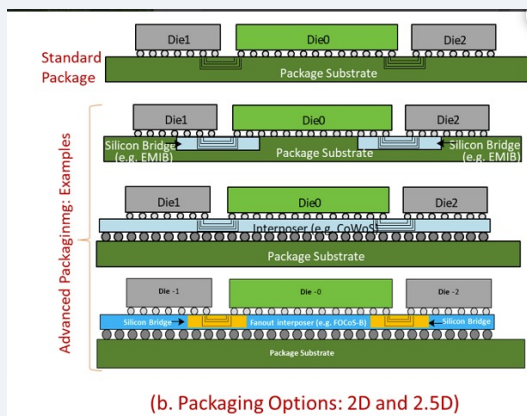 Die1
Die0
Die2
Standard
Package
Package Substrate
Advanced Packaginmg: Examples
Die1
Die0
Die2
Silicon Bridge
(e.g. EMIB)
Silicon Bridge
(e.g. EMIB)
Package Substrate
Die1
Die0
Die2
Interposer (e.g. CoWoS)
Package Substrate
Die -1
Die -0
Die -2
Silicon Bridge
Fanout interposer (e.g. FOCoS-B)
Silicon Bridge
Package Substrate
(b. Packaging Options: 2D and 2.5D)